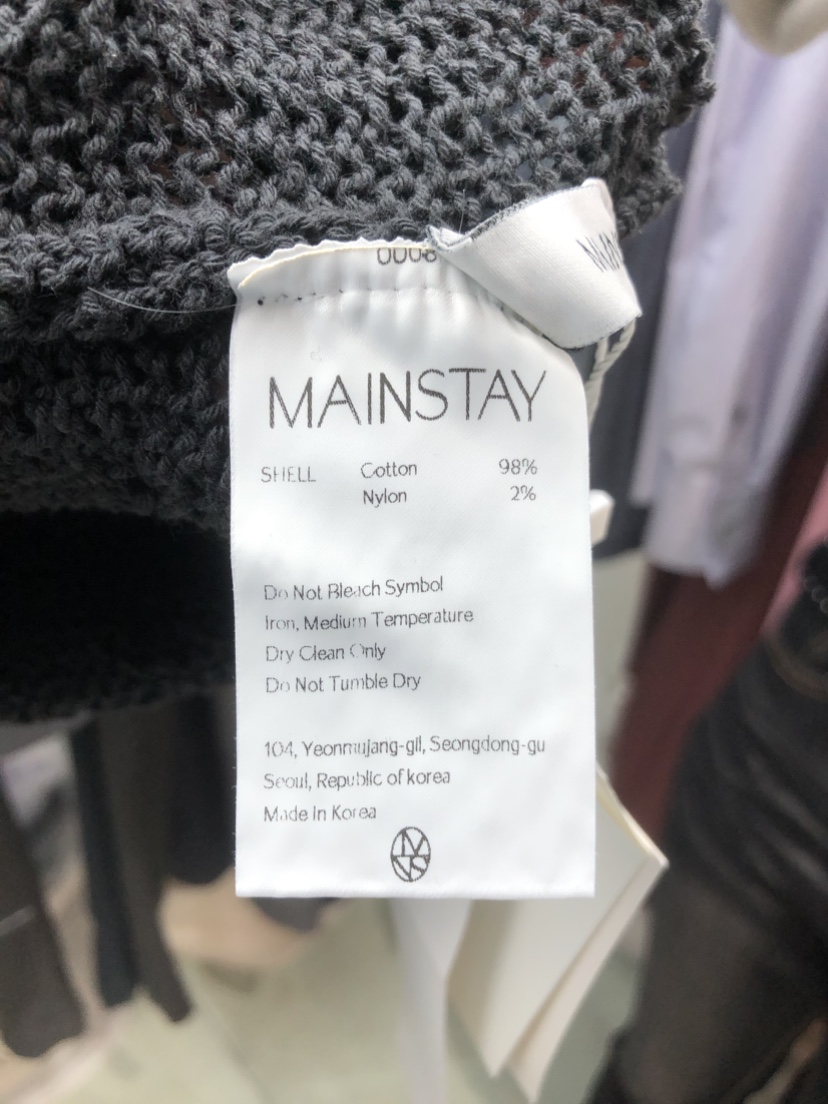 0008
MAINSTAY
SHELL Cotton 98%
Nylon 2%
Do Not Bleach Symbol
Iron, Medium Temperature
Dry Clean Only
Do Not Tumble Dry
104, Yeonmujang-gil, Seongdong-gu
Seoul, Republic of korea
Made In Korea